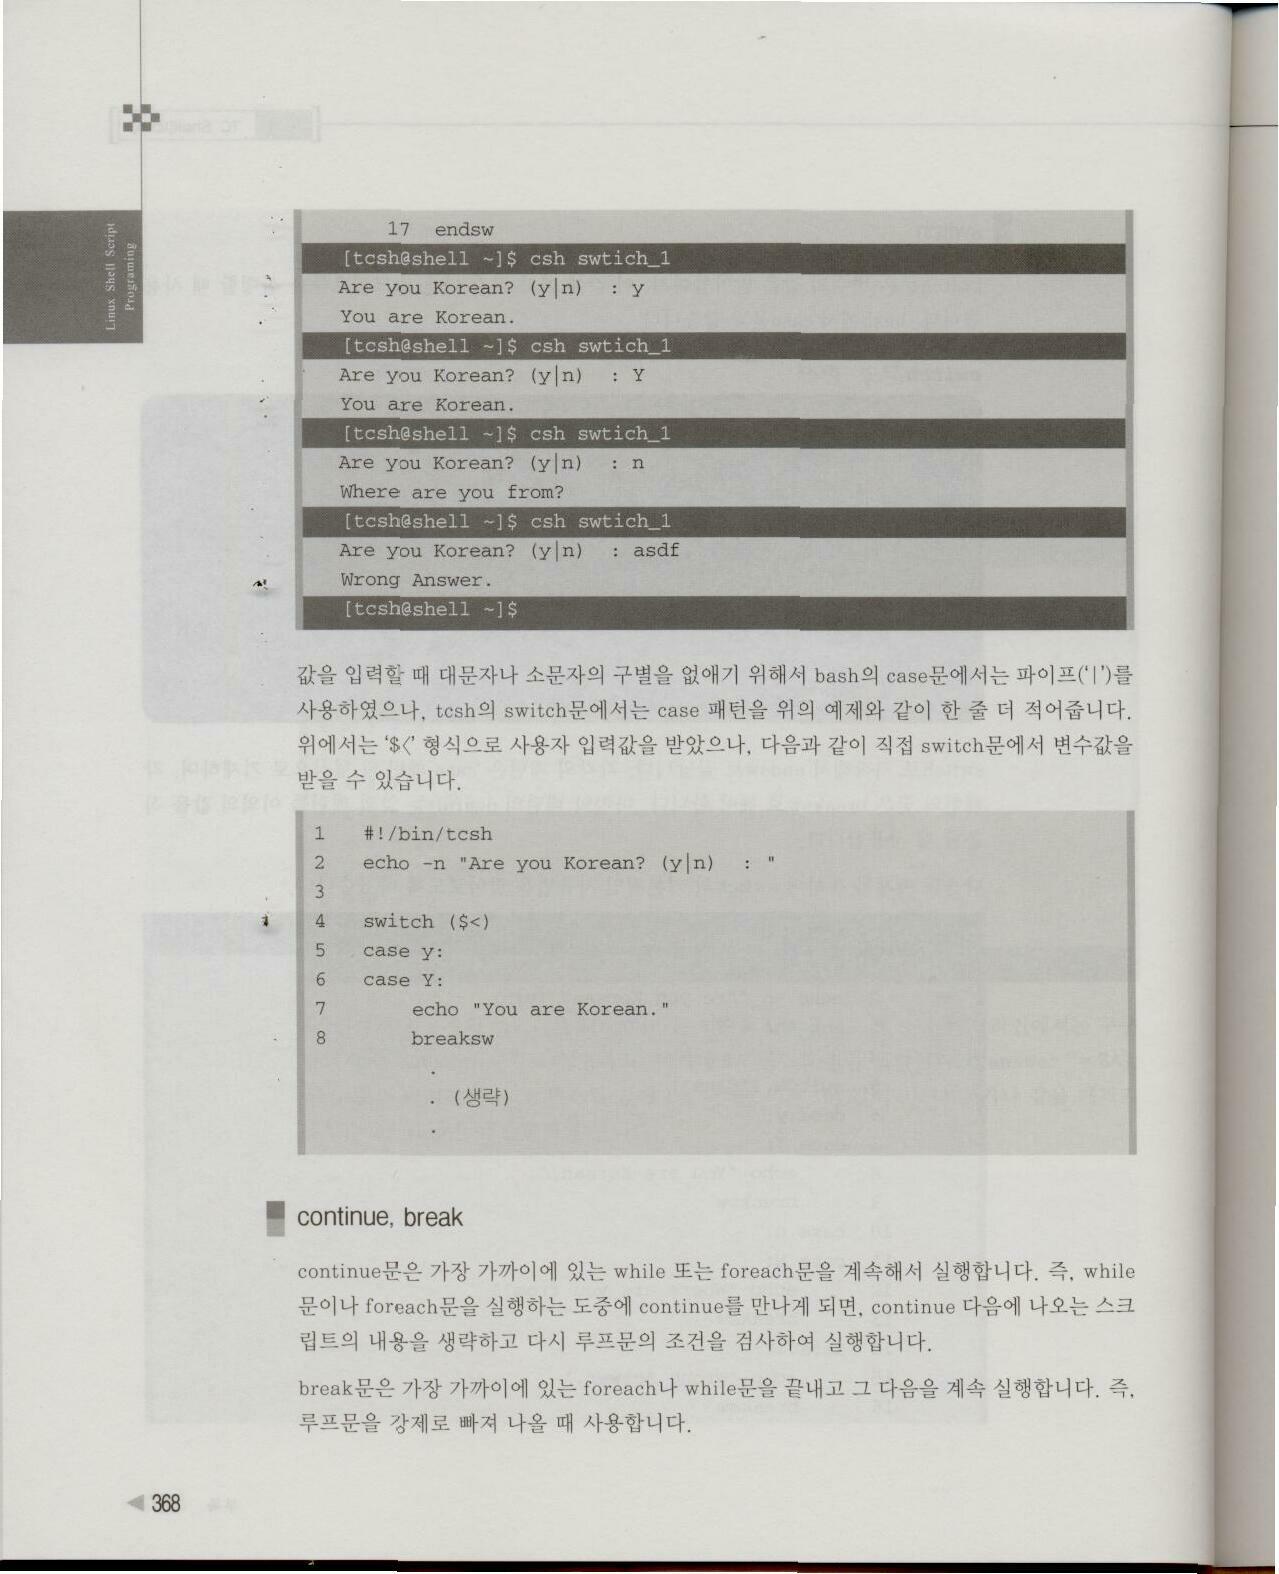 Linux Shell Script
Programing
17 endsw
[tcsh@shell ~]$ csh swtich_1
Are you Korean? (y|n) : y
You are Korean.
[tcsh@shell ~]$ csh swtich_1
Are you Korean? (y|n) : Y
You are Korean.
[tcsh@shell ~]$ csh swtich_1
Are you Korean? (y|n) : n
Where are you from?
[tcsh@shell ~]$ csh swtich_1
Are you Korean? (y|n) : asdf
Wrong Answer.
[tcsh@shell ~]$
값을 입력할 때 대문자나 소문자의 구별을 없애기 위해서 bash의 case문에서는 파이프('|')를
사용하였으나, tcsh의 switch문에서는 case 패턴을 위의 예제와 같이 한 줄 더 적어줍니다.
위에서는 '$<' 형식으로 사용자 입력값을 받았으나, 다음과 같이 직접 switch문에서 변수값을
받을 수 있습니다.
1 #!/bin/tcsh
2 echo -n "Are you Korean? (y|n) : "
3
4 switch ($<)
5 case y:
6 case Y:
7 echo "You are Korean."
8 breaksw
.
. (생략)
.
continue, break
continue문은 가장 가까이에 있는 while 또는 foreach문을 계속해서 실행합니다. 즉, while
문이나 foreach문을 실행하는 도중에 continue를 만나게 되면, continue 다음에 나오는 스크
립트의 내용을 생략하고 다시 루프문의 조건을 검사하여 실행합니다.
break문은 가장 가까이에 있는 foreach나 while문을 끝내고 그 다음을 계속 실행합니다. 즉,
루프문을 강제로 빠져 나올 때 사용합니다.
368